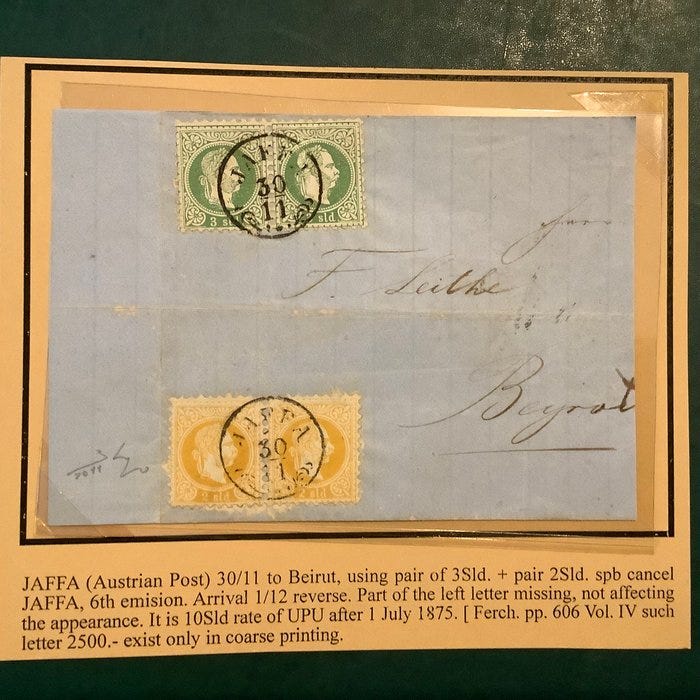 JAFFA
30
11
3 sld
F. Leithe
Beyrot
JAFFA
30
11
2 sld 2 sld
JAFFA (Austrian Post) 30/11 to Beirut, using pair of 3Sld. + pair 2Sld. spb cancel
JAFFA, 6th emision. Arrival 1/12 reverse. Part of the left letter missing, not affecting
the appearance. It is 10Sld rate of UPU after 1 July 1875. [ Ferch. pp. 606 Vol. IV such
letter 2500.- exist only in coarse printing.